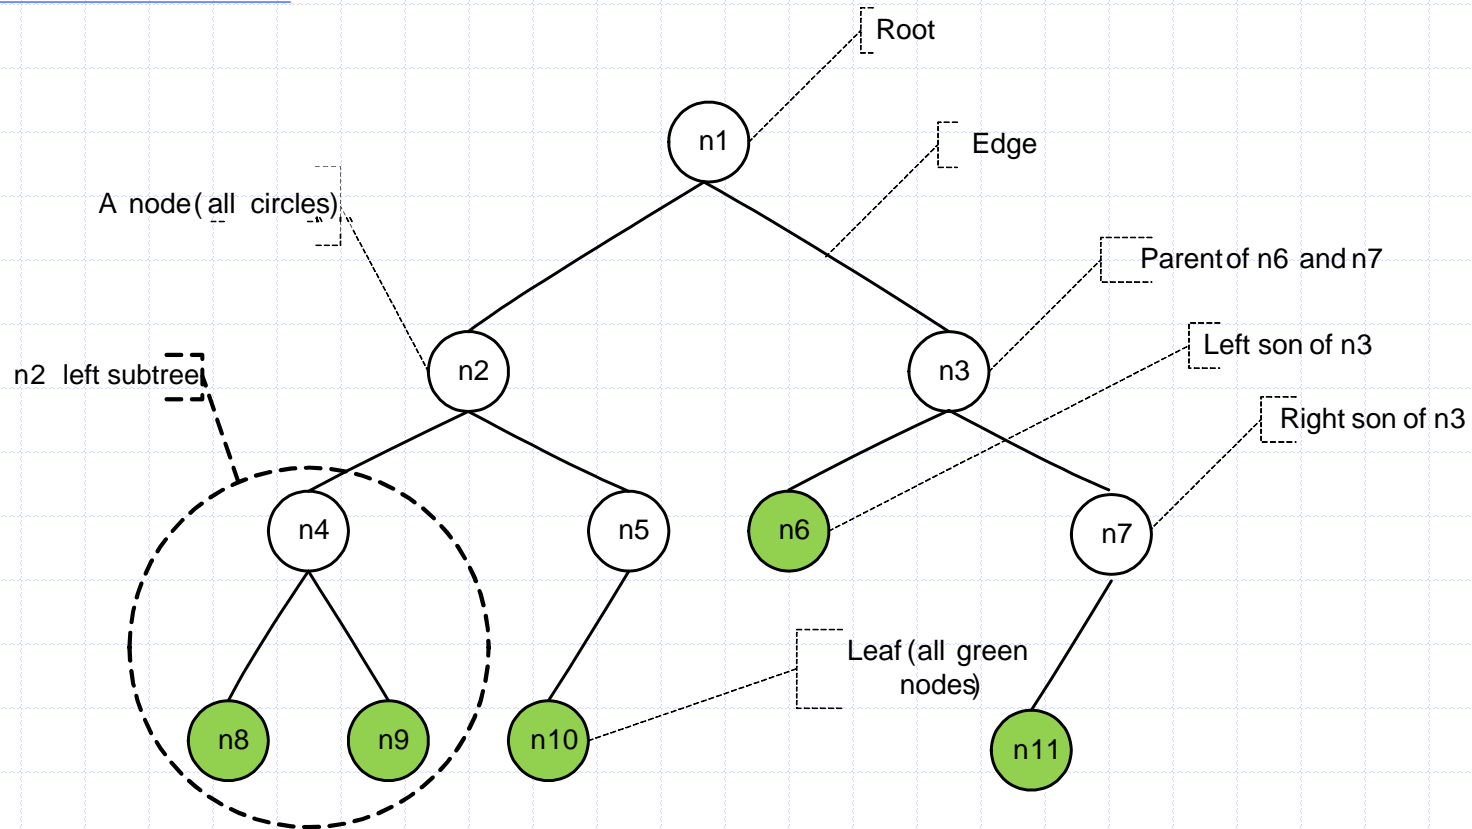 Root
n1
Edge
A node(all circles)
Parent of n6 and n7
Left son of n3
n2
n3
n2 left subtree
Right son of n3
n4
n5
n6
n7
Leaf (all green
nodes)
n8
n9
n10
n11